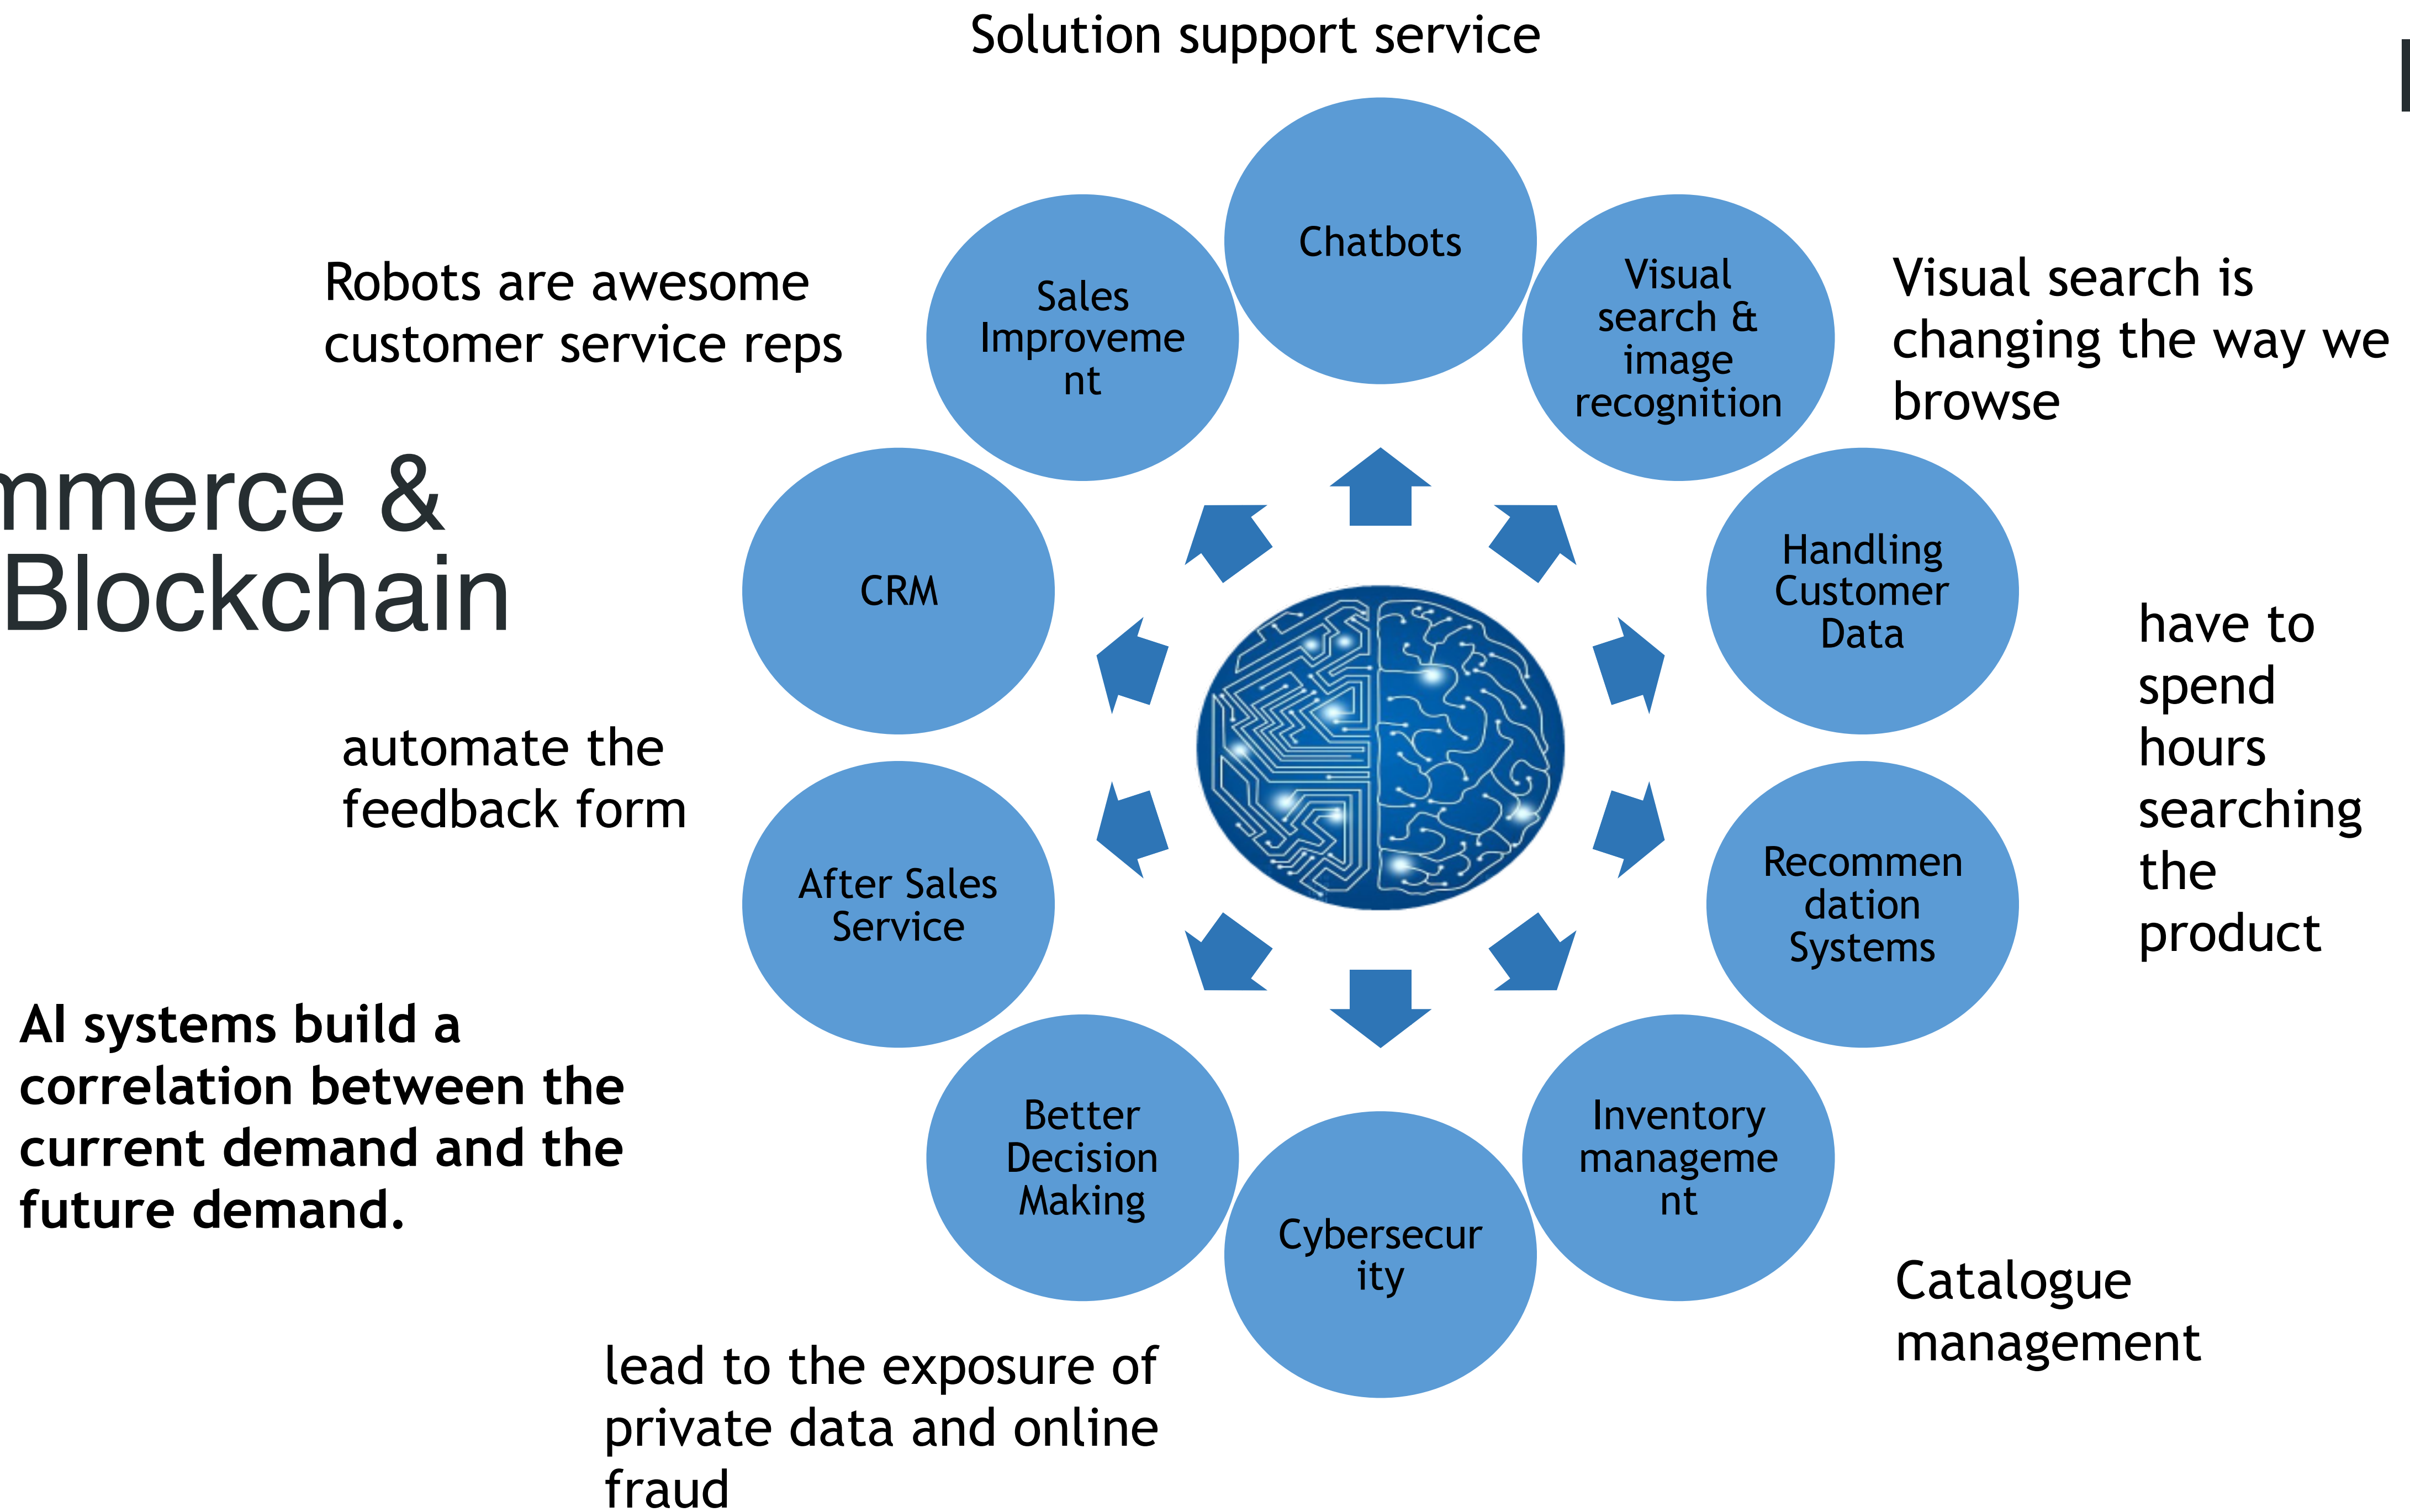 Solution support service
Chatbots
Sales
Improveme
nt
Visual
search &
image
recognition
Robots are awesome
customer service reps
Visual search is
changing the way we
browse
mmerce &
Blockchain
CRM
Handling
Customer
Data
have to
spend
hours
searching
the
product
automate the
feedback form
After Sales
Service
Recommen
dation
Systems
AI systems build a
correlation between the
current demand and the
future demand.
Better
Decision
Making
Cybersecur
ity
Inventory
manageme
nt
Catalogue
management
lead to the exposure of
private data and online
fraud